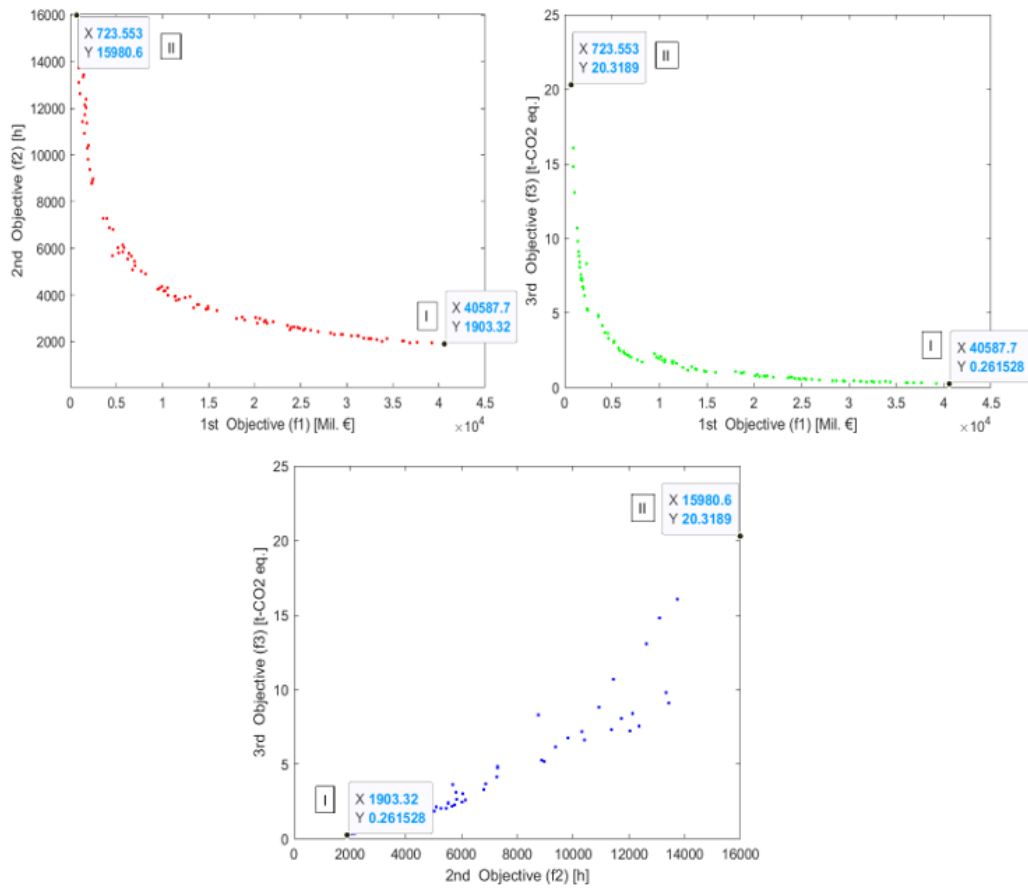 X 723.553
Y 15980.6
II
I
X 40587.7
Y 1903.32
16000
14000
12000
10000
8000
6000
4000
2000
0
0.5
1
1.5
2
2.5
3
3.5
4
4.5
×10⁴
2nd Objective (f2) [h]
1st Objective (f1) [Mil. €]
X 723.553
Y 20.3189
II
I
X 40587.7
Y 0.261528
25
20
15
10
5
0
0
0.5
1
1.5
2
2.5
3
3.5
4
4.5
×10⁴
3rd Objective (f3) [t-CO2 eq.]
1st Objective (f1) [Mil. €]
II
X 15980.6
Y 20.3189
I
X 1903.32
Y 0.261528
25
20
15
10
5
0
0
2000
4000
6000
8000
10000
12000
14000
16000
3rd Objective (f3) [t-CO2 eq.]
2nd Objective (f2) [h]